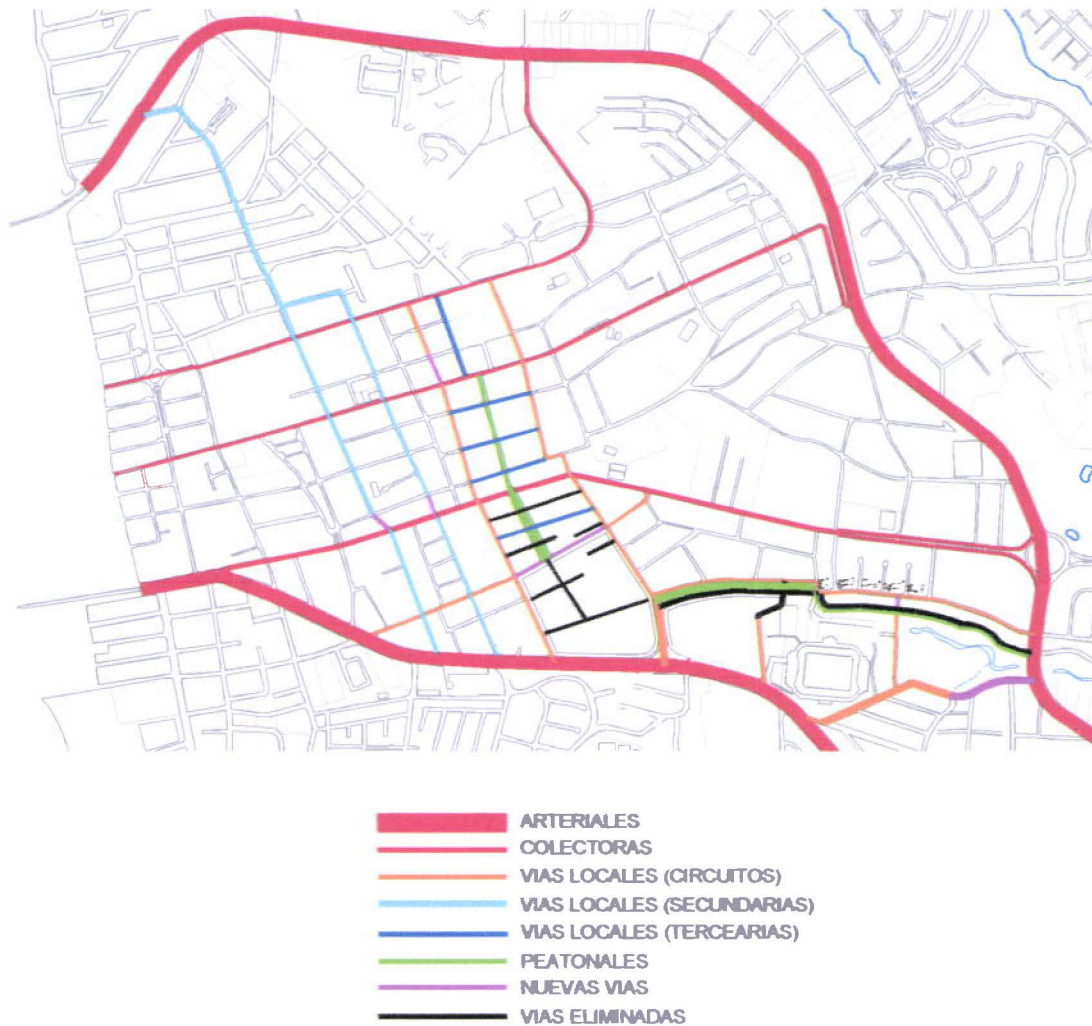 ARTERIALES
COLECTORAS
VIAS LOCALES (CIRCUITOS)
VIAS LOCALES (SECUNDARIAS)
VIAS LOCALES (TERCEARIAS)
PEATONALES
NUEVAS VIAS
VIAS ELIMINADAS